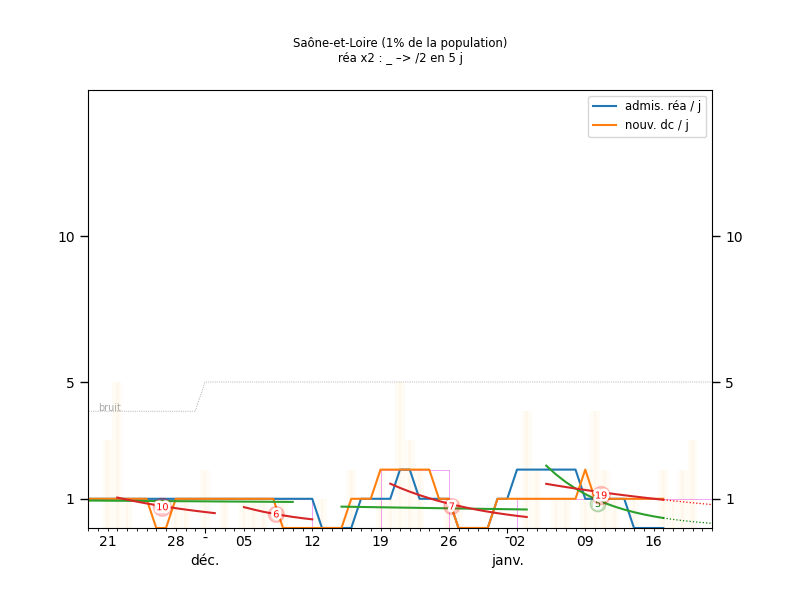 Saône-et-Loire (1% de la population)
réa x2 : _ –> /2 en 5 j
admis. réa / j
nouv. dc / j
10 10
5 5
bruit
1 1
10 6 7 19 5
21 28 - 05 12 19 26 - 02 09 16
déc. janv.